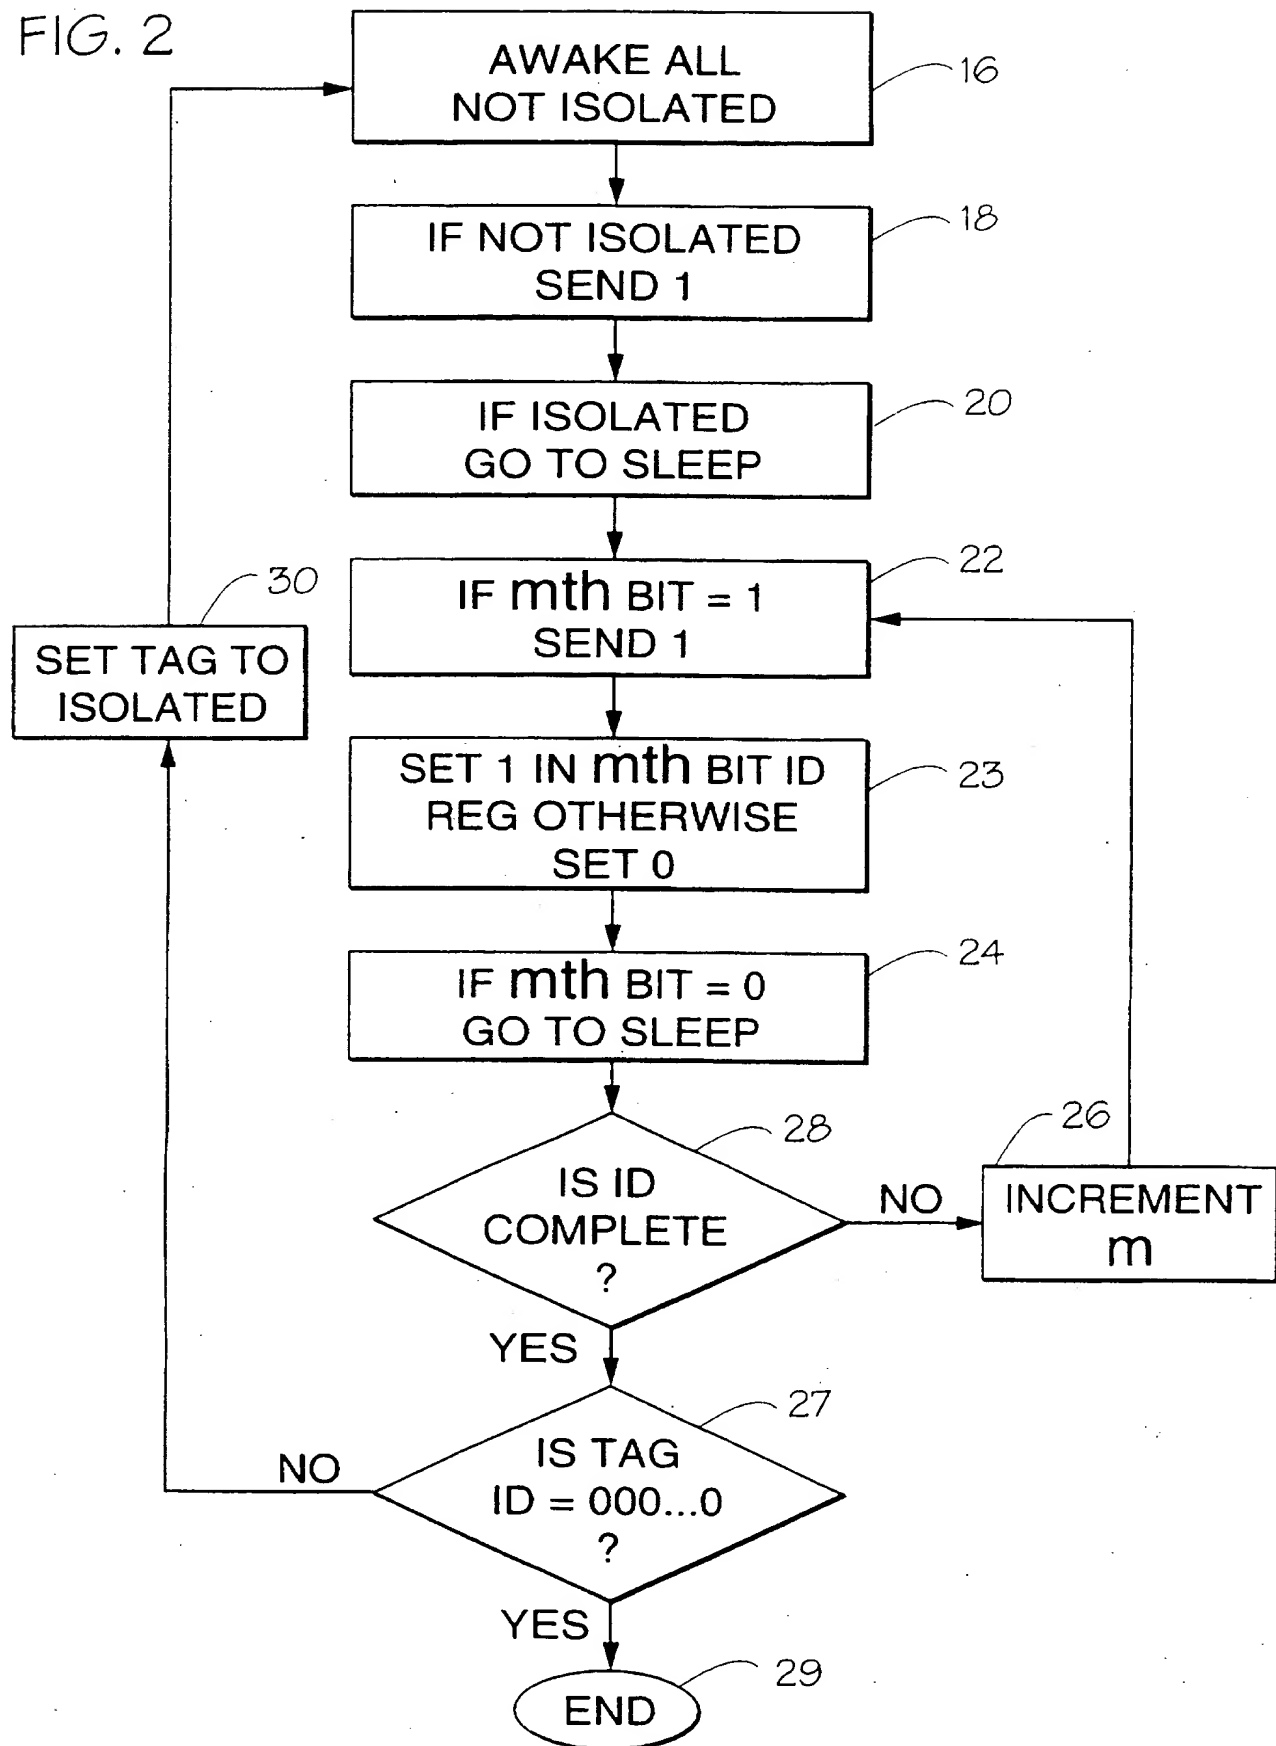 FIG. 2
AWAKE ALL
NOT ISOLATED
16
IF NOT ISOLATED
SEND 1
18
IF ISOLATED
GO TO SLEEP
20
IF mth BIT = 1
SEND 1
22
30
SET TAG TO
ISOLATED
SET 1 IN mth BIT ID
REG OTHERWISE
SET 0
23
IF mth BIT = 0
GO TO SLEEP
24
IS ID
COMPLETE
?
28
NO
26
INCREMENT
m
YES
IS TAG
ID = 000...0
?
27
NO
YES
END
29